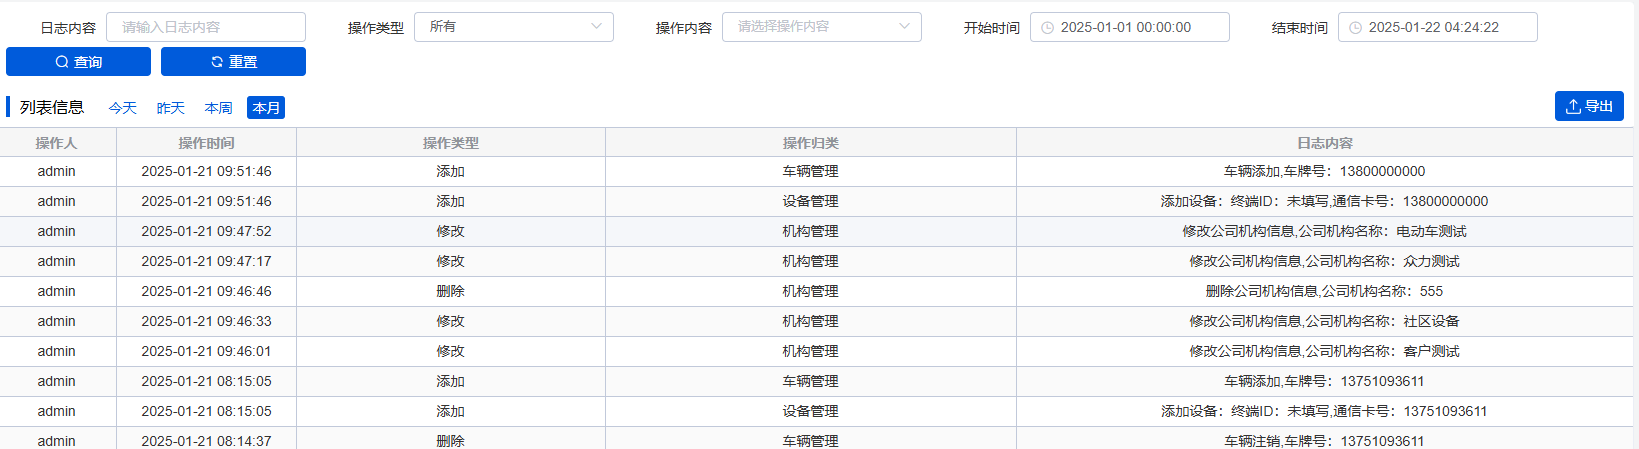 日志内容 请输入日志内容 操作类型 所有 操作内容 请选择操作内容 开始时间 2025-01-01 00:00:00 结束时间 2025-01-22 04:24:22
查询 重置
列表信息 今天 昨天 本周 本月 导出
操作人 操作时间 操作类型 操作归类 日志内容
admin 2025-01-21 09:51:46 添加 车辆管理 车辆添加,车牌号：13800000000
admin 2025-01-21 09:51:46 添加 设备管理 添加设备：终端ID：未填写,通信卡号：13800000000
admin 2025-01-21 09:47:52 修改 机构管理 修改公司机构信息,公司机构名称：电动车测试
admin 2025-01-21 09:47:17 修改 机构管理 修改公司机构信息,公司机构名称：众力测试
admin 2025-01-21 09:46:46 删除 机构管理 删除公司机构信息,公司机构名称：555
admin 2025-01-21 09:46:33 修改 机构管理 修改公司机构信息,公司机构名称：社区设备
admin 2025-01-21 09:46:01 修改 机构管理 修改公司机构信息,公司机构名称：客户测试
admin 2025-01-21 08:15:05 添加 车辆管理 车辆添加,车牌号：13751093611
admin 2025-01-21 08:15:05 添加 设备管理 添加设备：终端ID：未填写,通信卡号：13751093611
admin 2025-01-21 08:14:37 删除 车辆管理 车辆注销,车牌号：13751093611